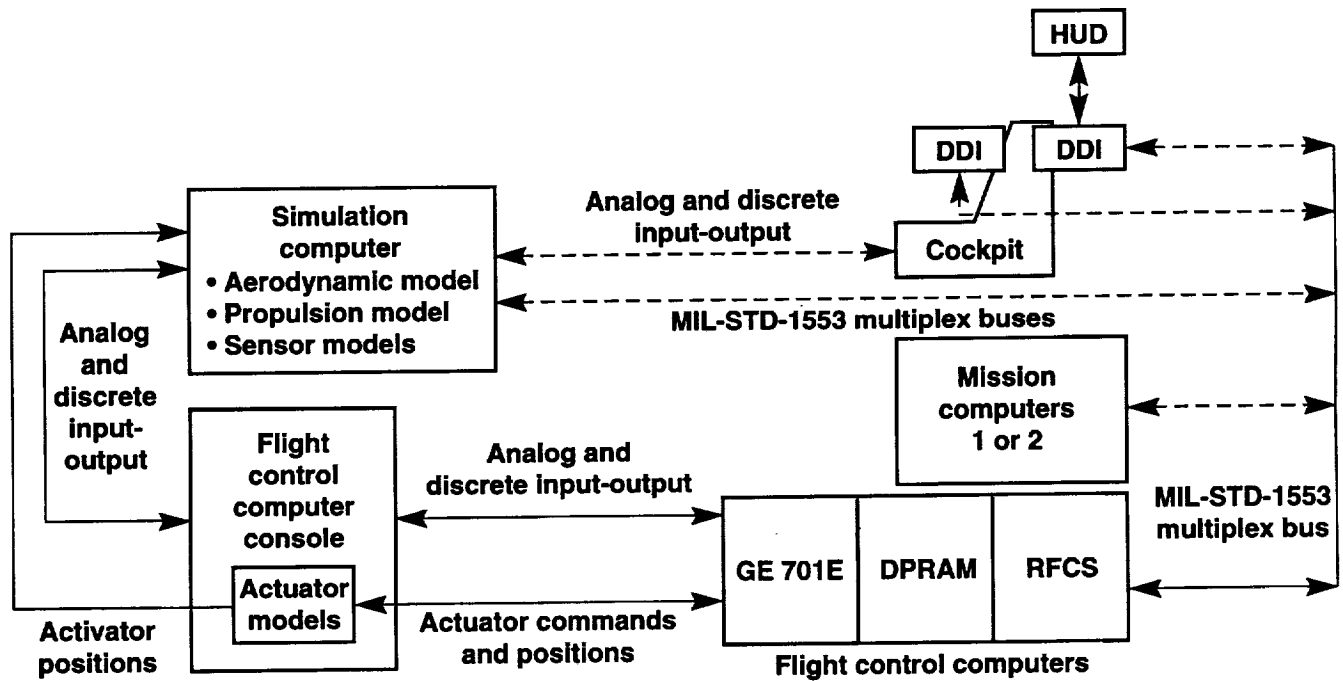 HUD
DDI
DDI
Simulation
computer
• Aerodynamic model
• Propulsion model
• Sensor models
Analog and discrete
input-output
Cockpit
MIL-STD-1553 multiplex buses
Analog
and
discrete
input-
output
Mission
computers
1 or 2
Flight
control
computer
console
Analog and
discrete input-output
MIL-STD-1553
multiplex bus
GE 701E
DPRAM
RFCS
Actuator
models
Activator
positions
Actuator commands
and positions
Flight control computers